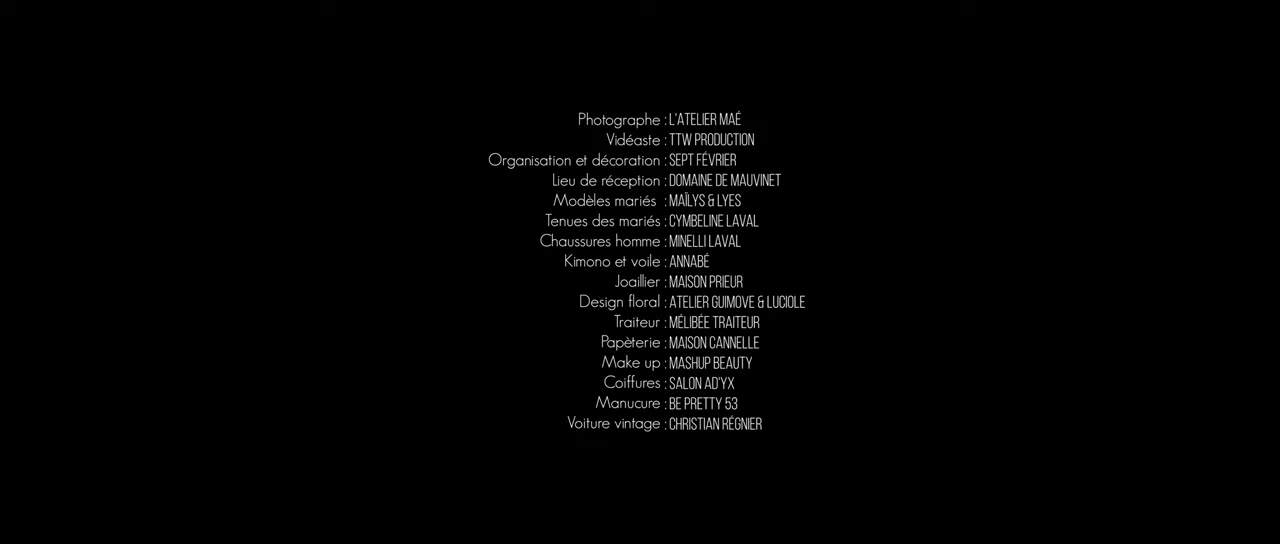 Photographe : L'ATELIER MAÉ
Vidéaste : TTW PRODUCTION
Organisation et décoration : SEPT FÉVRIER
Lieu de réception : DOMAINE DE MAUVINET
Modèles mariés : MAÏLYS & LYES
Tenues des mariés : CYMBELINE LAVAL
Chaussures homme : MINELLI LAVAL
Kimono et voile : ANNABÉ
Joaillier : MAISON PRIEUR
Design floral : ATELIER GUIMOVE & LUCIOLE
Traiteur : MÉLIBÉE TRAITEUR
Papèterie : MAISON CANNELLE
Make up : MASHUP BEAUTY
Coiffures : SALON AD'YX
Manucure : BE PRETTY 53
Voiture vintage : CHRISTIAN RÉGNIER